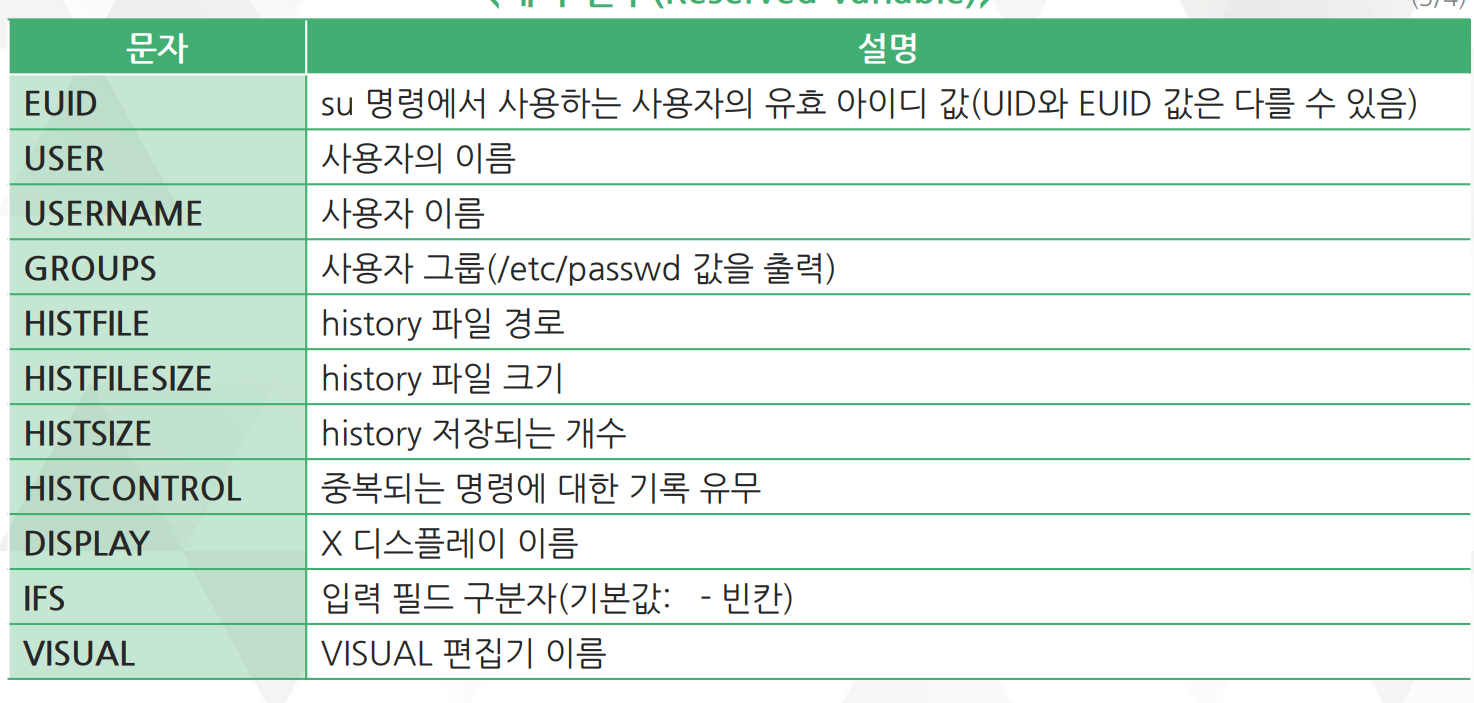 (Reserved Variable)>
문자 설명
EUID su 명령에서 사용하는 사용자의 유효 아이디 값(UID와 EUID 값은 다를 수 있음)
USER 사용자의 이름
USERNAME 사용자 이름
GROUPS 사용자 그룹(/etc/passwd 값을 출력)
HISTFILE history 파일 경로
HISTFILESIZE history 파일 크기
HISTSIZE history 저장되는 개수
HISTCONTROL 중복되는 명령에 대한 기록 유무
DISPLAY X 디스플레이 이름
IFS 입력 필드 구분자(기본값: - 빈칸)
VISUAL VISUAL 편집기 이름